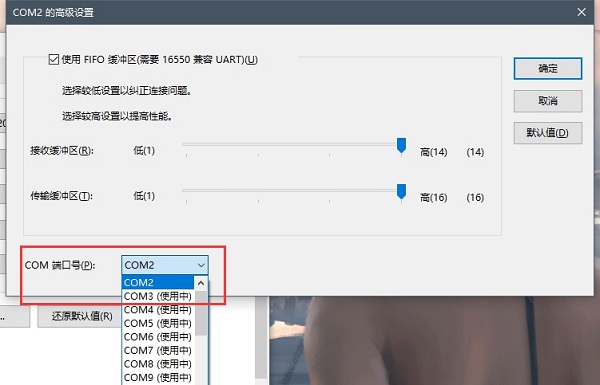 COM2 的高级设置
使用 FIFO 缓冲区(需要 16550 兼容 UART)(U)
确定
选择较低设置以纠正连接问题。
取消
选择较高设置以提高性能。
默认值(D)
接收缓冲区(R): 低(1) 高(14) (14)
传输缓冲区(T): 低(1) 高(16) (16)
COM 端口号(P): COM2
COM2
COM3 (使用中)
COM4 (使用中)
还原默认值(R)
COM5 (使用中)
COM6 (使用中)
COM7 (使用中)
COM8 (使用中)
COM9 (使用中)